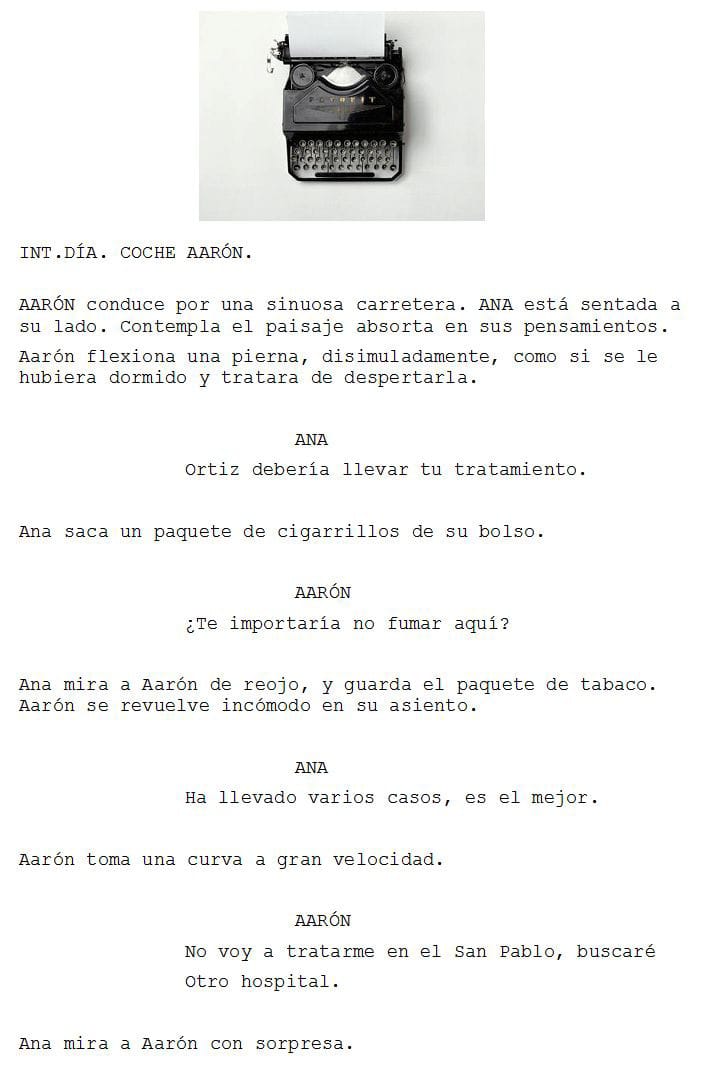 INT.DÍA. COCHE AARÓN.
AARÓN conduce por una sinuosa carretera. ANA está sentada a
su lado. Contempla el paisaje absorta en sus pensamientos.
Aarón flexiona una pierna, disimuladamente, como si se le
hubiera dormido y tratara de despertarla.
ANA
Ortiz debería llevar tu tratamiento.
Ana saca un paquete de cigarrillos de su bolso.
AARÓN
¿Te importaría no fumar aquí?
Ana mira a Aarón de reojo, y guarda el paquete de tabaco.
Aarón se revuelve incómodo en su asiento.
ANA
Ha llevado varios casos, es el mejor.
Aarón toma una curva a gran velocidad.
AARÓN
No voy a tratarme en el San Pablo, buscaré
Otro hospital.
Ana mira a Aarón con sorpresa.